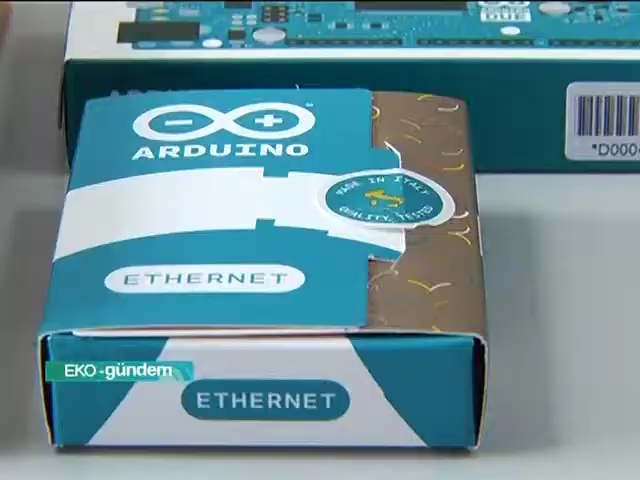 *D000
ARDUINO
MADE IN ITALY
QUALITY TESTED
ETHERNET
EKO-gündem
ETHERNET